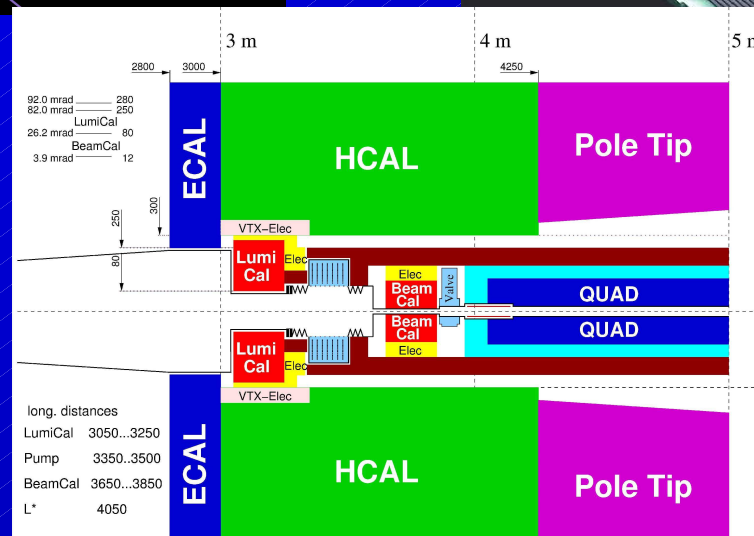 3 m
4 m
5 m
2800
3000
4250
92.0 mrad 280
82.0 mrad 250
LumiCal
26.2 mrad 80
BeamCal
3.9 mrad 12
ECAL
HCAL
Pole Tip
250
300
80
VTX-Elec
Lumi
Cal
Elec
Elec
Beam
Cal
Valve
QUAD
QUAD
Beam
Cal
Elec
Lumi
Cal
Elec
VTX-Elec
ECAL
HCAL
Pole Tip
long. distances
LumiCal 3050...3250
Pump 3350..3500
BeamCal 3650...3850
L* 4050